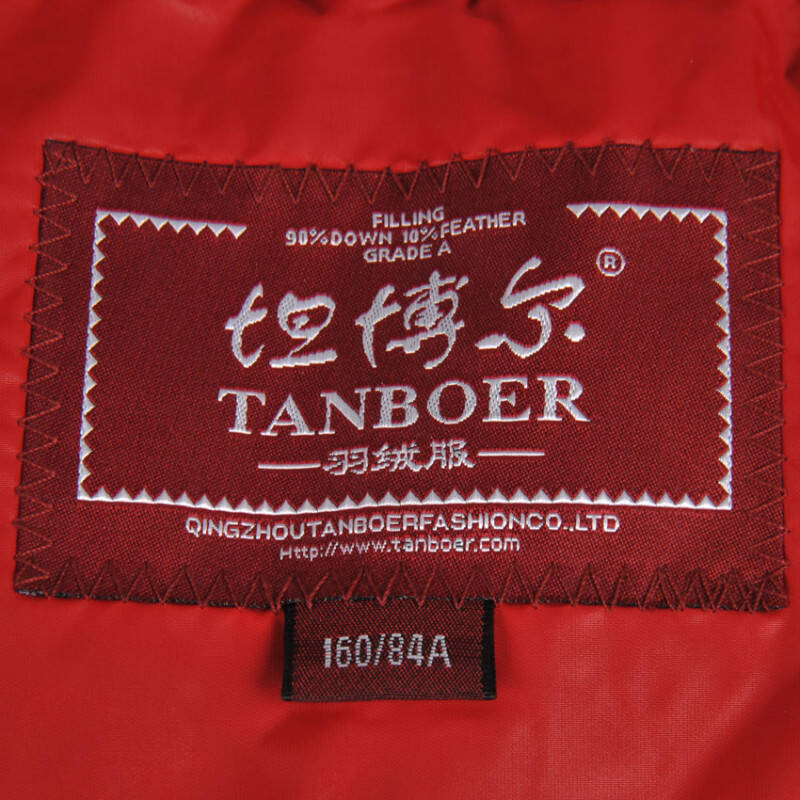 FILLING
90%DOWN 10%FEATHER
GRADE A
坦博尔®
TANBOER
羽绒服
QINGZHOUTANBOERFASHIONCO.,LTD
Http://www.tanboer.com
160/84A